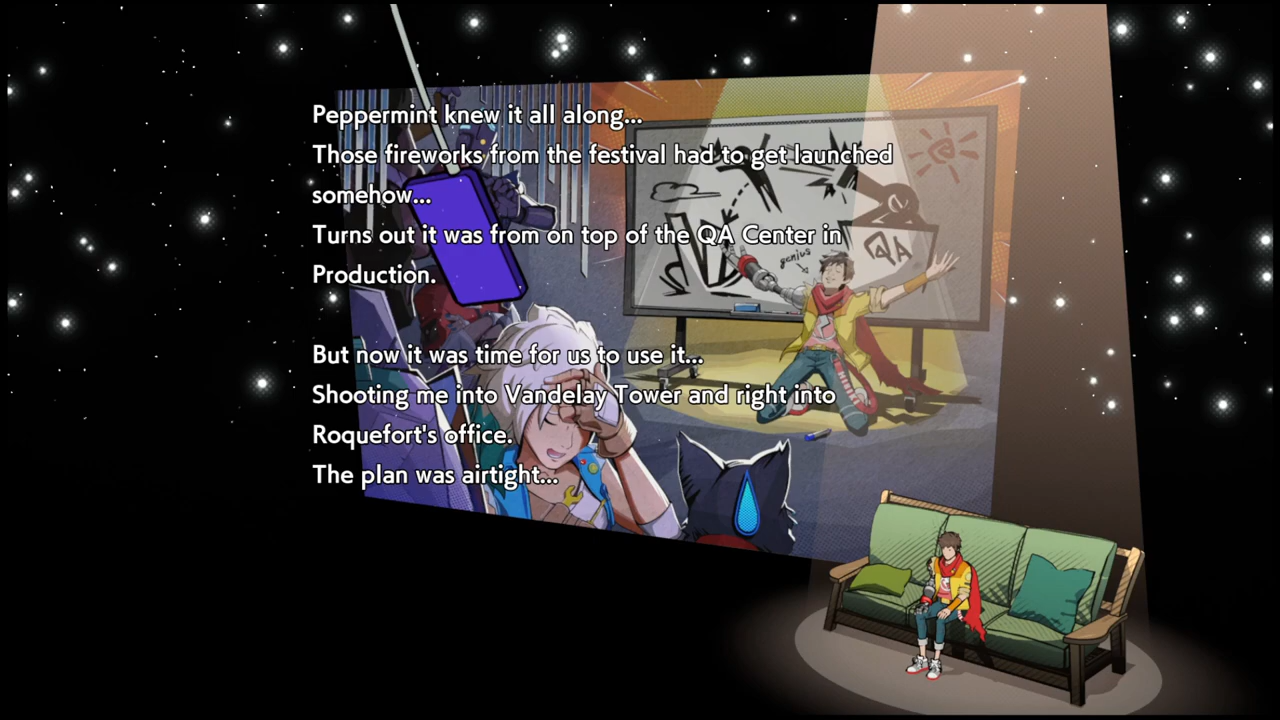 Peppermint knew it all along...
Those fireworks from the festival had to get launched
somehow...
Turns out it was from on top of the QA Center in
Production.
genius
QA
But now it was time for us to use it...
Shooting me into Vandelay Tower and right into
Roquefort's office.
The plan was airtight...